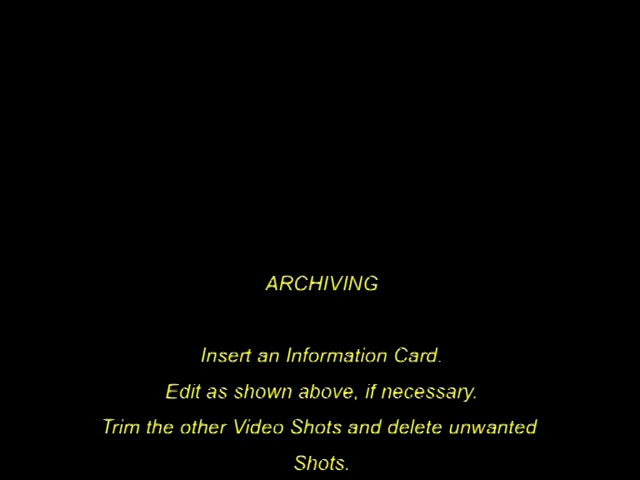 ARCHIVING
Insert an Information Card.
Edit as shown above, if necessary.
Trim the other Video Shots and delete unwanted
Shots.